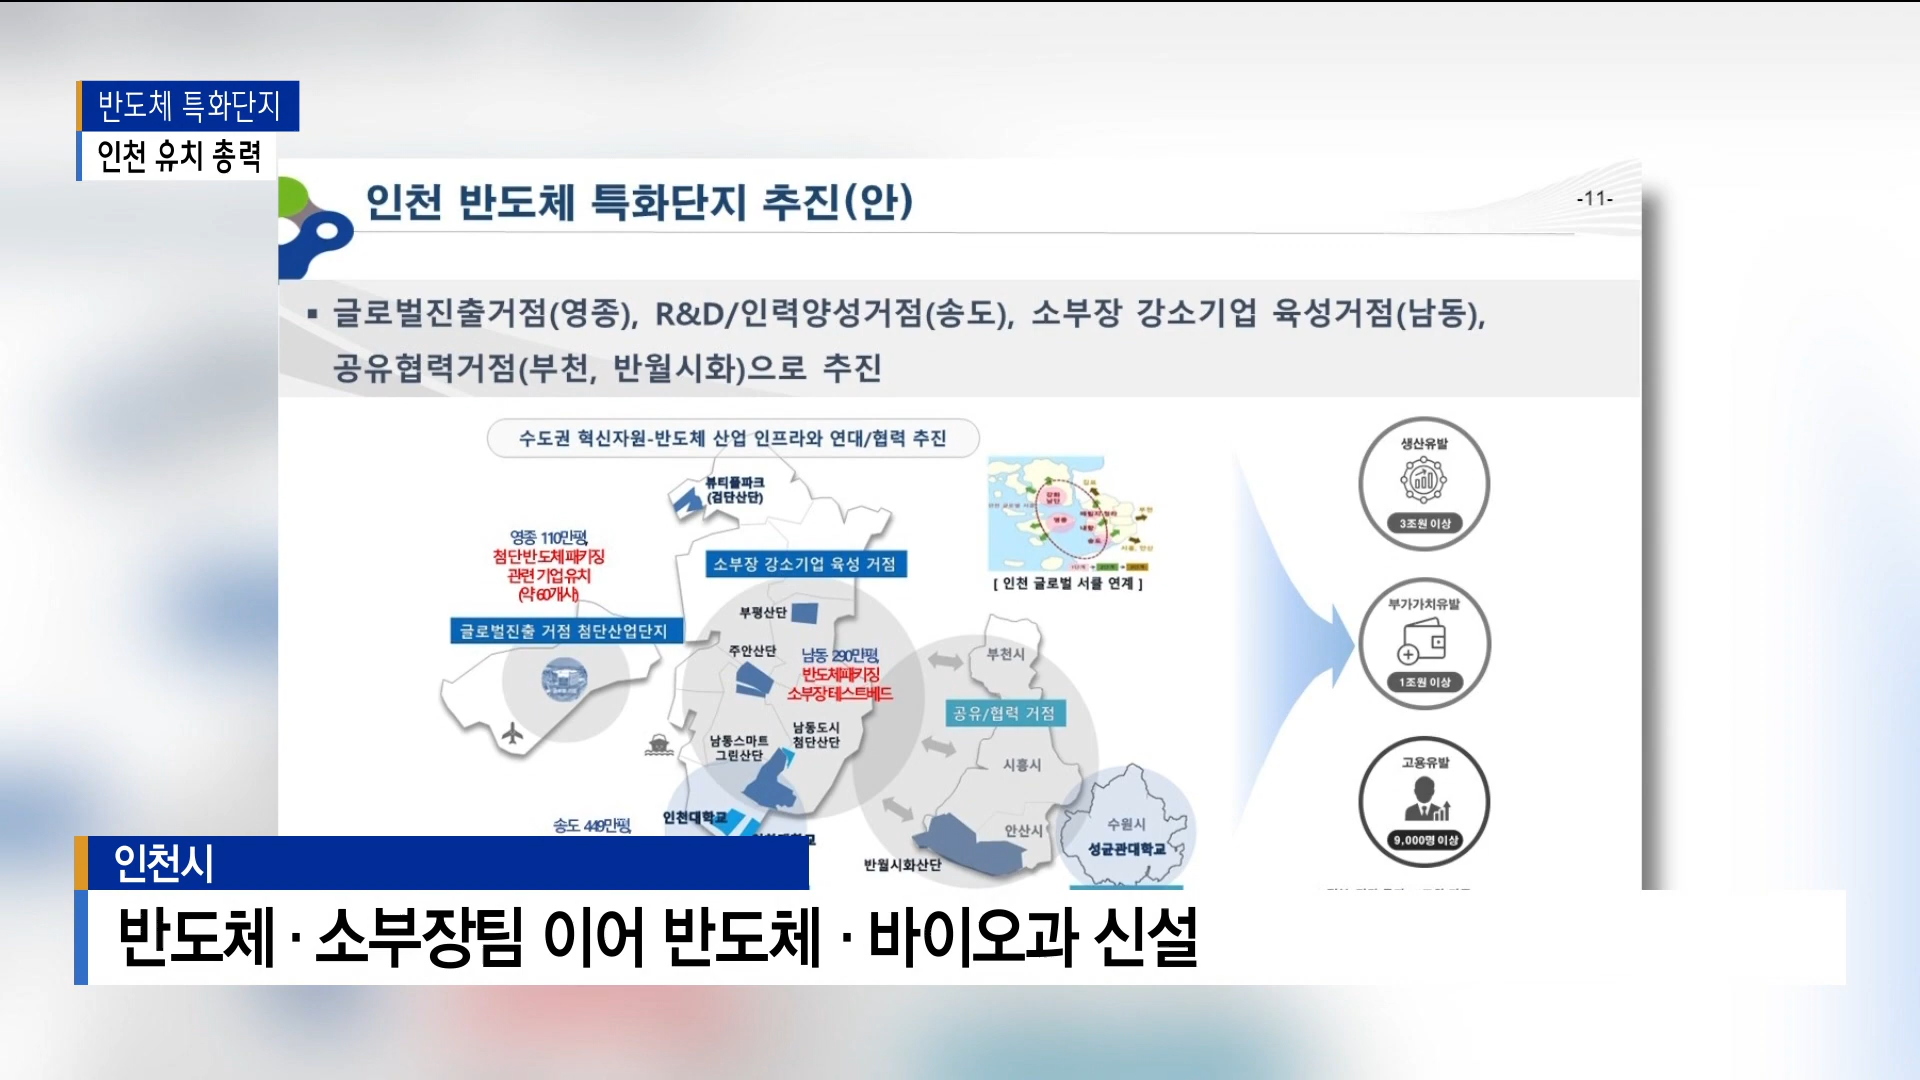 반도체 특화단지
인천 유치 총력
인천 반도체 특화단지 추진(안)
-11-
▪ 글로벌진출거점(영종), R&D/인력양성거점(송도), 소부장 강소기업 육성거점(남동),
공유협력거점(부천, 반월시화)으로 추진
수도권 혁신자원-반도체 산업 인프라와 연대/협력 추진
뷰티풀파크
(검단산단)
영종 110만평,
첨단반도체패키징
관련 기업유치
(약 60개사)
글로벌진출 거점 첨단산업단지
소부장 강소기업 육성 거점
부평산단
주안산단
남동 290만평,
반도체패키징
소부장테스트베드
남동도시
첨단산단
남동스마트
그린산단
인천대학교
송도 449만평,
강화
남단
영종
내항
송도
[ 인천 글로벌 서클 연계 ]
부천시
공유/협력 거점
시흥시
안산시
반월시화산단
수원시
성균관대학교
생산유발
3조원 이상
부가가치유발
1조원 이상
고용유발
9,000명 이상
인천시
반도체·소부장팀 이어 반도체·바이오과 신설